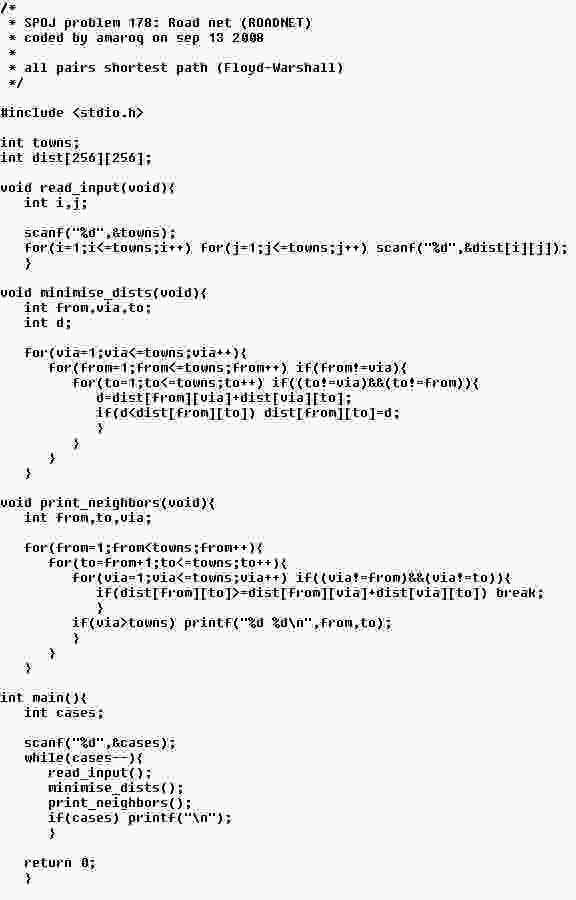 /*
 * SPOJ problem 178: Road net (ROADNET)
 * coded by amaroq on sep 13 2008
 *
 * all pairs shortest path (Floyd-Warshall)
 */

#include <stdio.h>

int towns;
int dist[256][256];

void read_input(void){
   int i,j;

   scanf("%d",&towns);
   for(i=1;i<=towns;i++) for(j=1;j<=towns;j++) scanf("%d",&dist[i][j]);
   }

void minimise_dists(void){
   int from,via,to;
   int d;

   for(via=1;via<=towns;via++){
      for(from=1;from<=towns;from++) if(from!=via){
         for(to=1;to<=towns;to++) if((to!=via)&&(to!=from)){
            d=dist[from][via]+dist[via][to];
            if(d<dist[from][to]) dist[from][to]=d;
            }
         }
      }
   }

void print_neighbors(void){
   int from,to,via;

   for(from=1;from<towns;from++){
      for(to=from+1;to<=towns;to++){
         for(via=1;via<=towns;via++) if((via!=from)&&(via!=to)){
            if(dist[from][to]>=dist[from][via]+dist[via][to]) break;
            }
         if(via>towns) printf("%d %d\n",from,to);
         }
      }
   }

int main(){
   int cases;

   scanf("%d",&cases);
   while(cases--){
      read_input();
      minimise_dists();
      print_neighbors();
      if(cases) printf("\n");
      }

   return 0;
   }